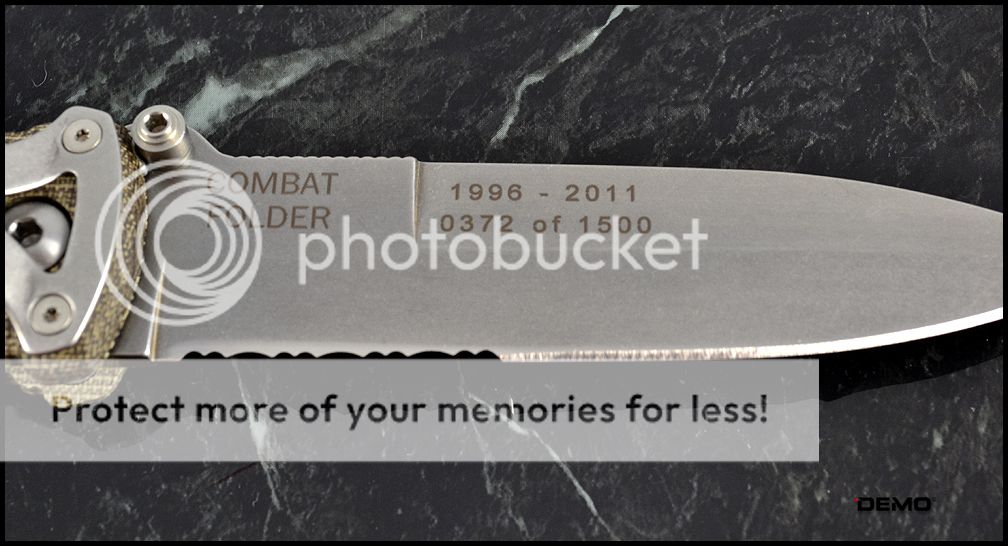 COMBAT
FOLDER
1996 - 2011
0372 of 1500
photobucket
Protect more of your memories for less!
DEMO